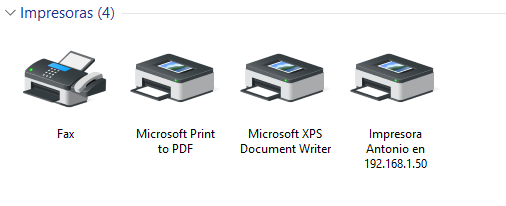 Impresoras (4)
Fax
Microsoft Print
to PDF
Microsoft XPS
Document Writer
Impresora
Antonio en
192.168.1.50